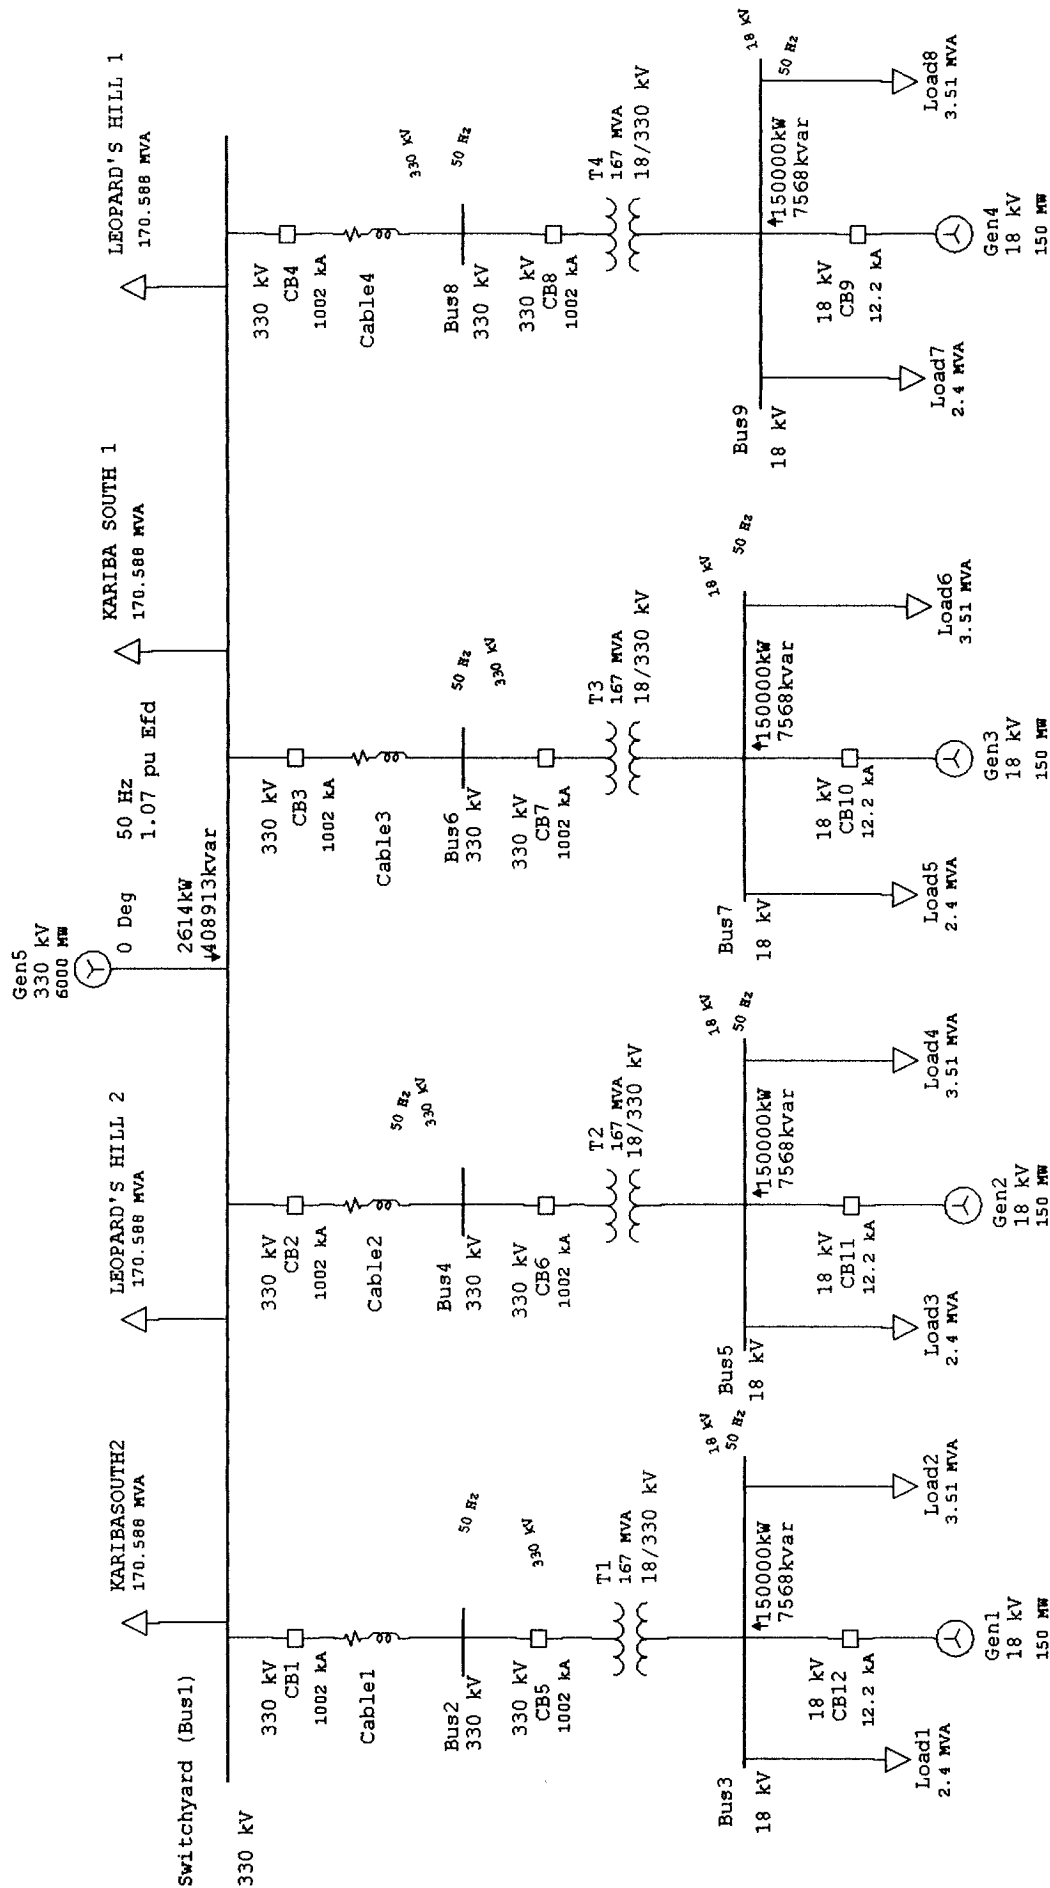 Gen5
330 kV
6000 MW
0 Deg
50 Hz
1.07 pu Efd
2614kW
408913kvar
Switchyard (Bus1)
330 kV
KARIBASOUTH2
170.588 MVA
LEOPARD'S HILL 2
170.588 MVA
KARIBA SOUTH 1
170.588 MVA
LEOPARD'S HILL 1
170.588 MVA
330 kV
CB1
1002 kA
Cable1
Bus2
330 kV
50 Hz
330 kV
330 kV
CB5
1002 kA
T1
167 MVA
18/330 kV
Bus3
18 kV
18 kV
50 Hz
150000kW
7568kvar
18 kV
CB12
12.2 kA
Load1
2.4 MVA
Gen1
18 kV
150 MW
Load2
3.51 MVA
330 kV
CB2
1002 kA
Cable2
Bus4
330 kV
50 Hz
330 kV
330 kV
CB6
1002 kA
T2
167 MVA
18/330 kV
Bus5
18 kV
18 kV
50 Hz
150000kW
7568kvar
18 kV
CB11
12.2 kA
Load3
2.4 MVA
Gen2
18 kV
150 MW
Load4
3.51 MVA
330 kV
CB3
1002 kA
Cable3
Bus6
330 kV
50 Hz
330 kV
330 kV
CB7
1002 kA
T3
167 MVA
18/330 kV
Bus7
18 kV
18 kV
50 Hz
150000kW
7568kvar
18 kV
CB10
12.2 kA
Load5
2.4 MVA
Gen3
18 kV
150 MW
Load6
3.51 MVA
330 kV
CB4
1002 kA
Cable4
Bus8
330 kV
330 kV
50 Hz
330 kV
CB8
1002 kA
T4
167 MVA
18/330 kV
Bus9
18 kV
18 kV
50 Hz
150000kW
7568kvar
18 kV
CB9
12.2 kA
Load7
2.4 MVA
Gen4
18 kV
150 MW
Load8
3.51 MVA